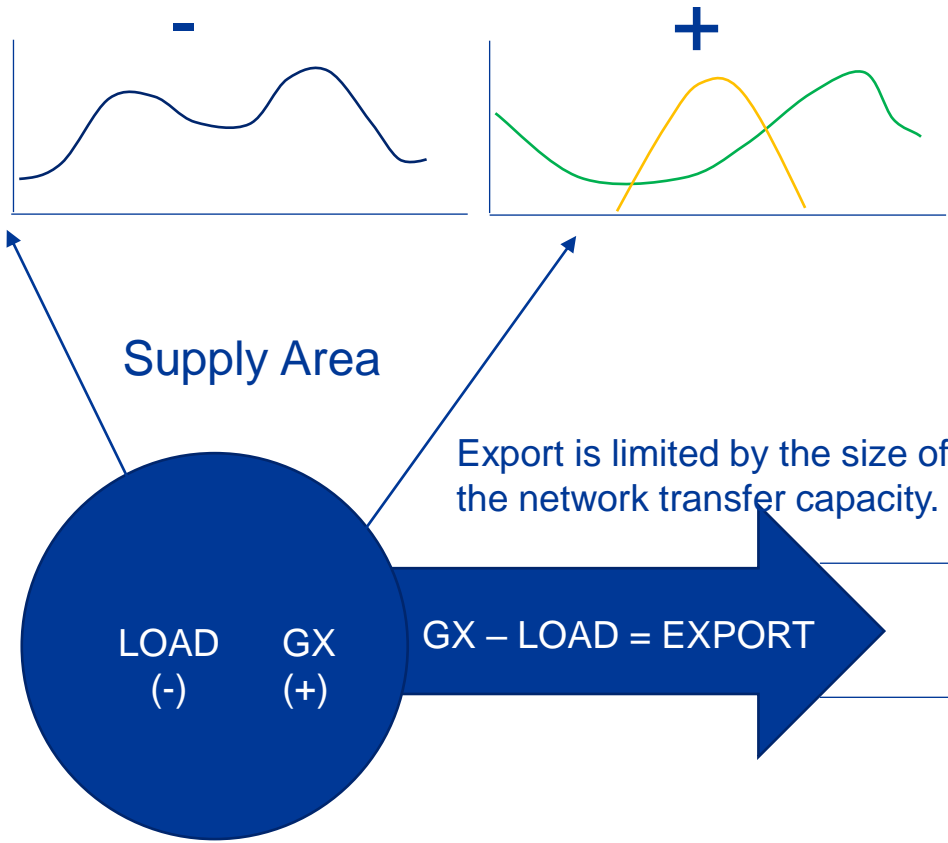 -
+
Supply Area
Export is limited by the size of
the network transfer capacity.
LOAD GX
(-) (+)
GX – LOAD = EXPORT